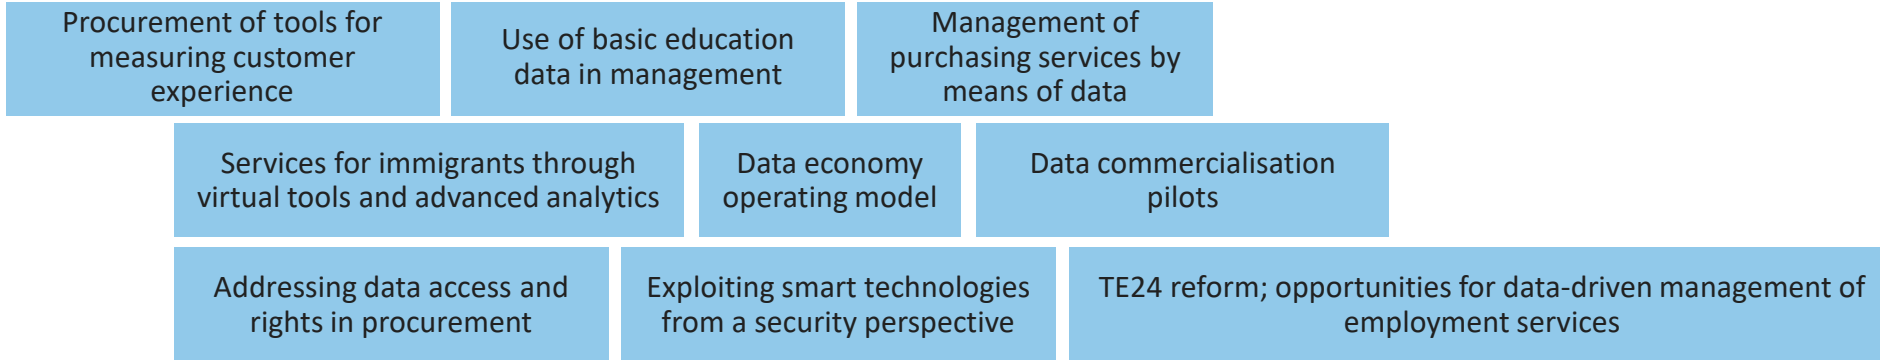 Procurement of tools for
measuring customer
experience
Use of basic education
data in management
Management of
purchasing services by
means of data
Services for immigrants through
virtual tools and advanced analytics
Data economy
operating model
Data commercialisation
pilots
Addressing data access and
rights in procurement
Exploiting smart technologies
from a security perspective
TE24 reform; opportunities for data-driven management of
employment services